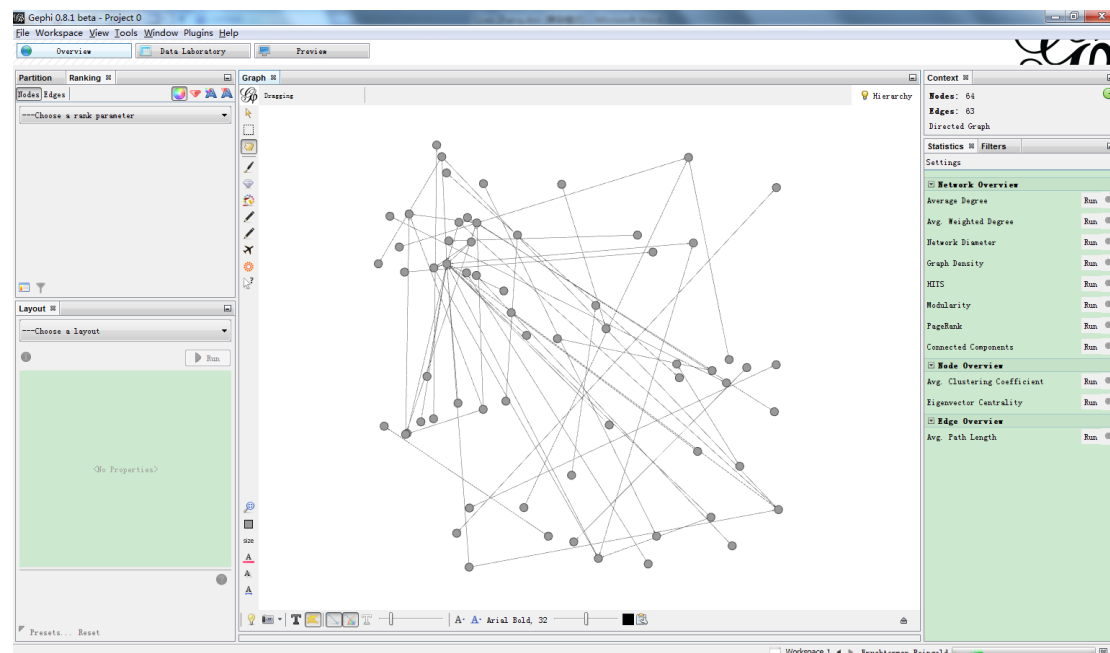 Gephi 0.8.1 beta - Project 0
File Workspace View Tools Window Plugins Help
Overview Data Laboratory Preview
Partition Ranking
Nodes Edges
---Choose a rank parameter
Layout
---Choose a layout
Run
<No Properties>
Presets... Reset
Graph
Dragging
Hierarchy
size
A
A
A
T T A- A- Arial Bold, 32
Context
Nodes: 64
Edges: 63
Directed Graph
Statistics Filters
Settings
Network Overview
Average Degree Run
Avg. Weighted Degree Run
Network Diameter Run
Graph Density Run
HITS Run
Modularity Run
PageRank Run
Connected Components Run
Node Overview
Avg. Clustering Coefficient Run
Eigenvector Centrality Run
Edge Overview
Avg. Path Length Run
Workspace 1